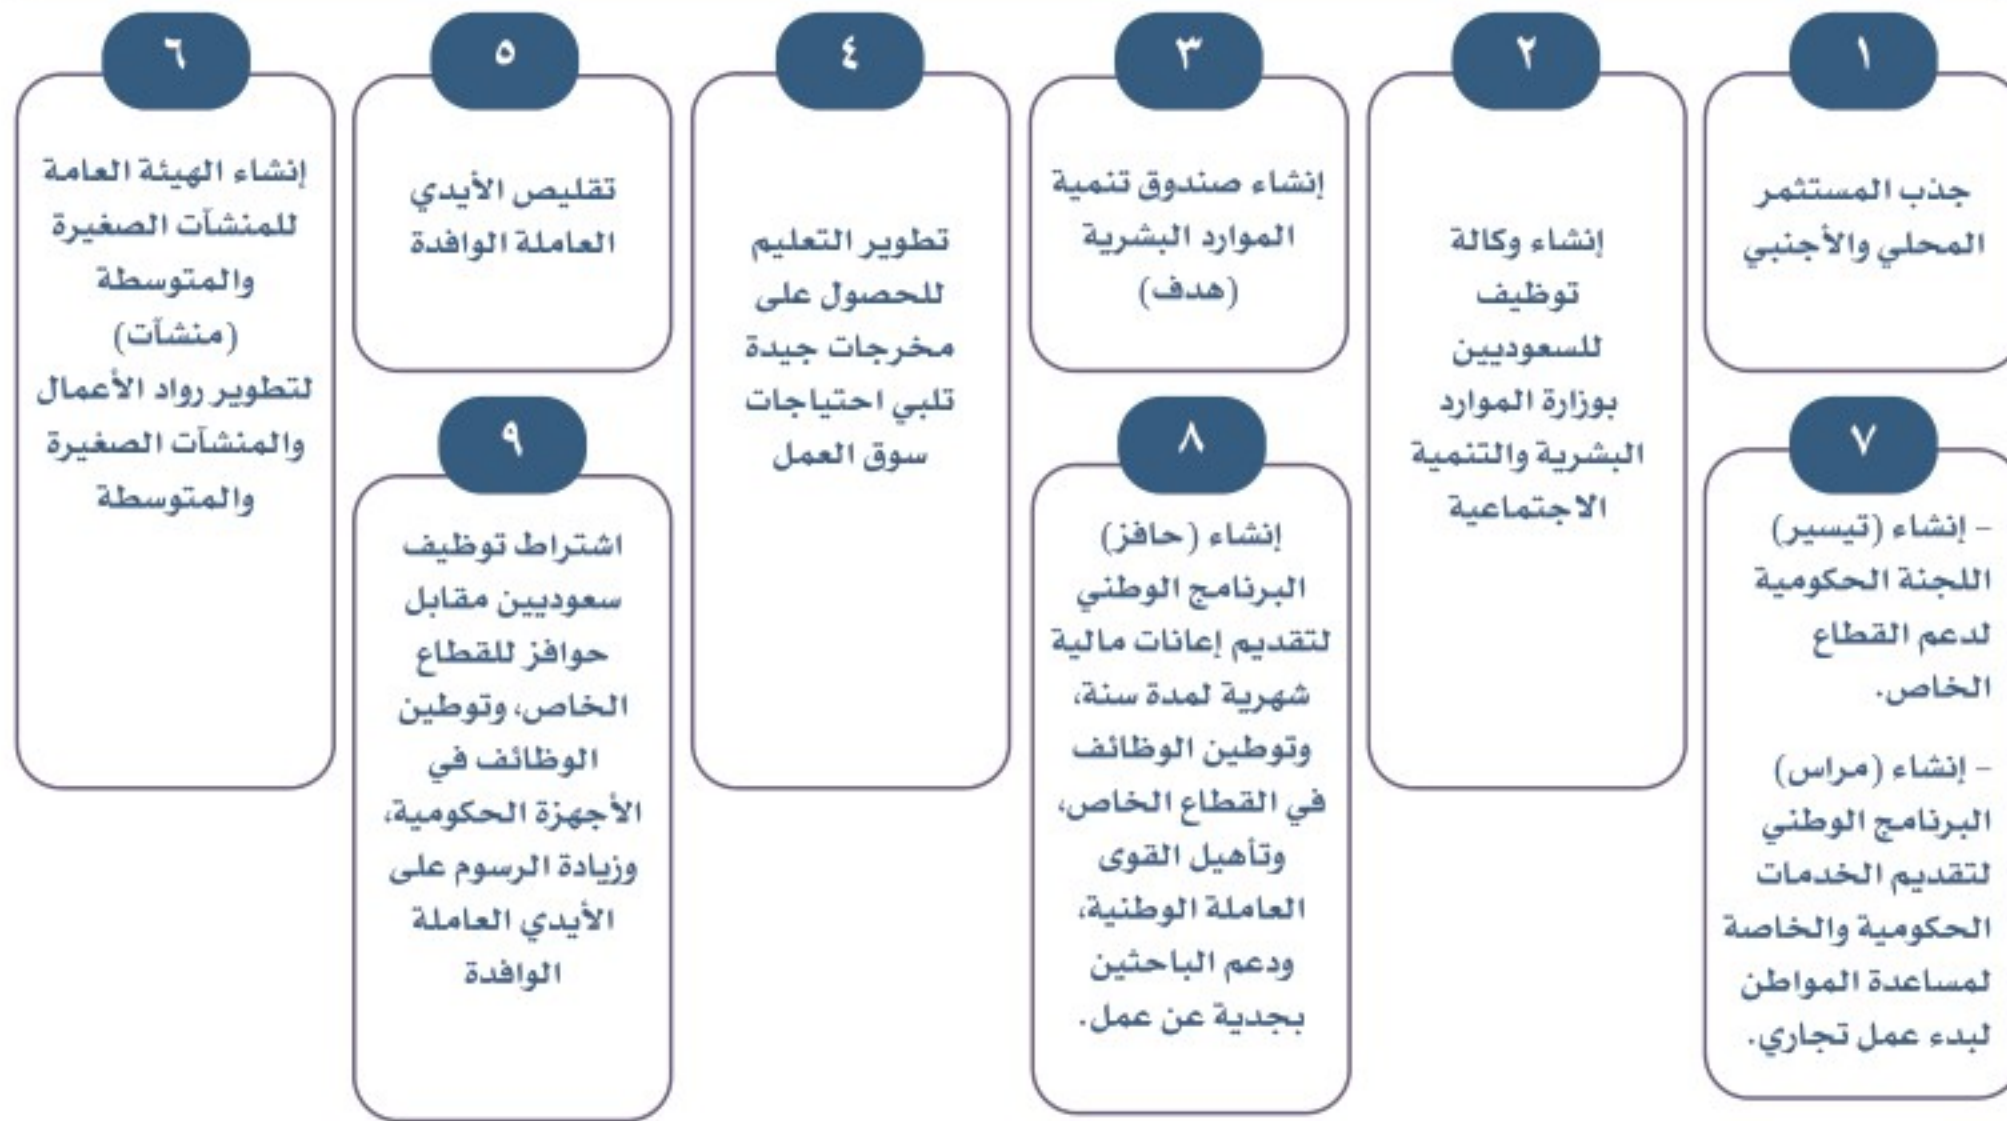 ١
جذب المستثمر
المحلي والأجنبي
٢
إنشاء وكالة
توظيف
للسعوديين
بوزارة الموارد
البشرية والتنمية
الاجتماعية
٣
إنشاء صندوق تنمية
الموارد البشرية
(هدف)
٤
تطوير التعليم
للحصول على
مخرجات جيدة
تلبي احتياجات
سوق العمل
٥
تقليص الأيدي
العاملة الوافدة
٦
إنشاء الهيئة العامة
للمنشآت الصغيرة
والمتوسطة
(منشآت)
لتطوير رواد الأعمال
والمنشآت الصغيرة
والمتوسطة
٧
- إنشاء (تيسير)
اللجنة الحكومية
لدعم القطاع
الخاص.
- إنشاء (مراس)
البرنامج الوطني
لتقديم الخدمات
الحكومية والخاصة
لمساعدة المواطن
لبدء عمل تجاري.
٨
إنشاء (حافز)
البرنامج الوطني
لتقديم إعانات مالية
شهرية لمدة سنة،
وتوطين الوظائف
في القطاع الخاص،
وتأهيل القوى
العاملة الوطنية،
ودعم الباحثين
بجدية عن عمل.
٩
اشتراط توظيف
سعوديين مقابل
حوافز للقطاع
الخاص، وتوطين
الوظائف في
الأجهزة الحكومية،
وزيادة الرسوم على
الأيدي العاملة
الوافدة